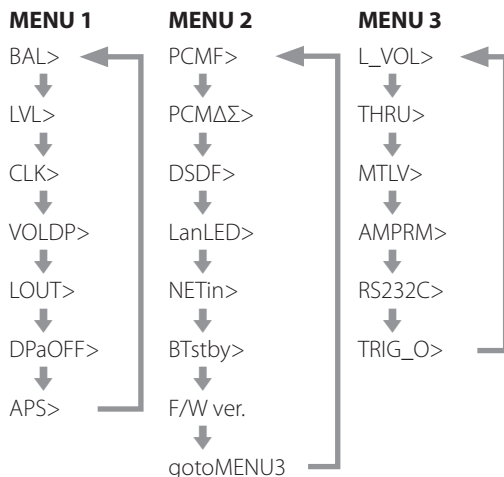 MENU 1
BAL>
LVL>
CLK>
VOLDP>
LOUT>
DPaOFF>
APS>
MENU 2
PCMF>
PCMΔΣ>
DSDF>
LanLED>
NETin>
BTstby>
F/W ver.
gotoMENU3
MENU 3
L_VOL>
THRU>
MTLV>
AMPRM>
RS232C>
TRIG_O>